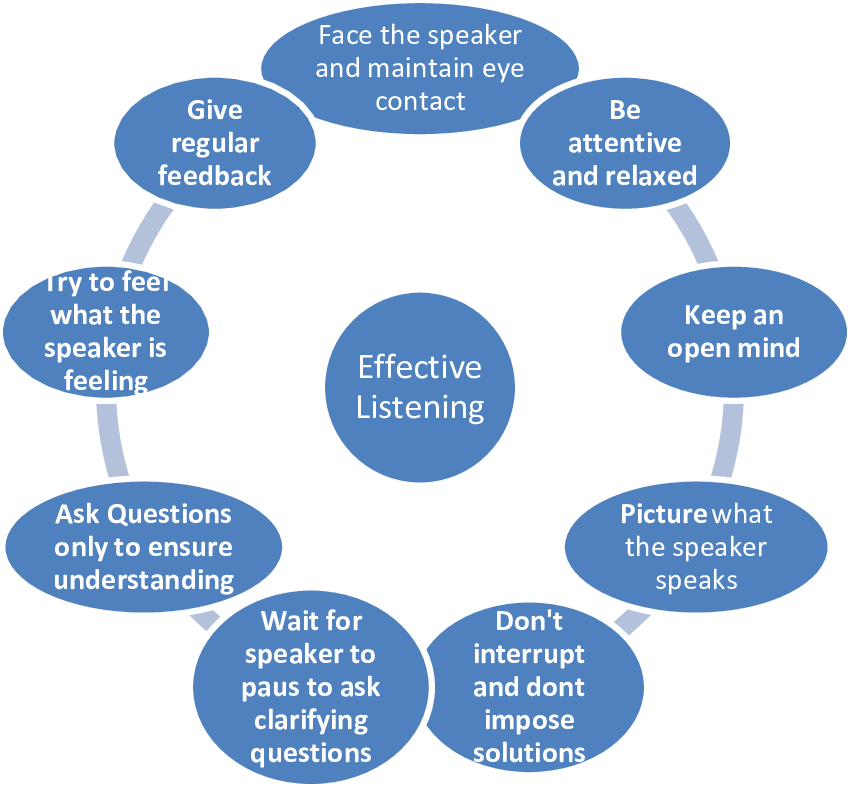 Face the speaker
and maintain eye
contact
Be
attentive
and relaxed
Keep an
open mind
Picture what
the speaker
speaks
Don't
interrupt
and dont
impose
solutions
Wait for
speaker to
paus to ask
clarifying
questions
Ask Questions
only to ensure
understanding
Try to feel
what the
speaker is
feeling
Give
regular
feedback
Effective
Listening